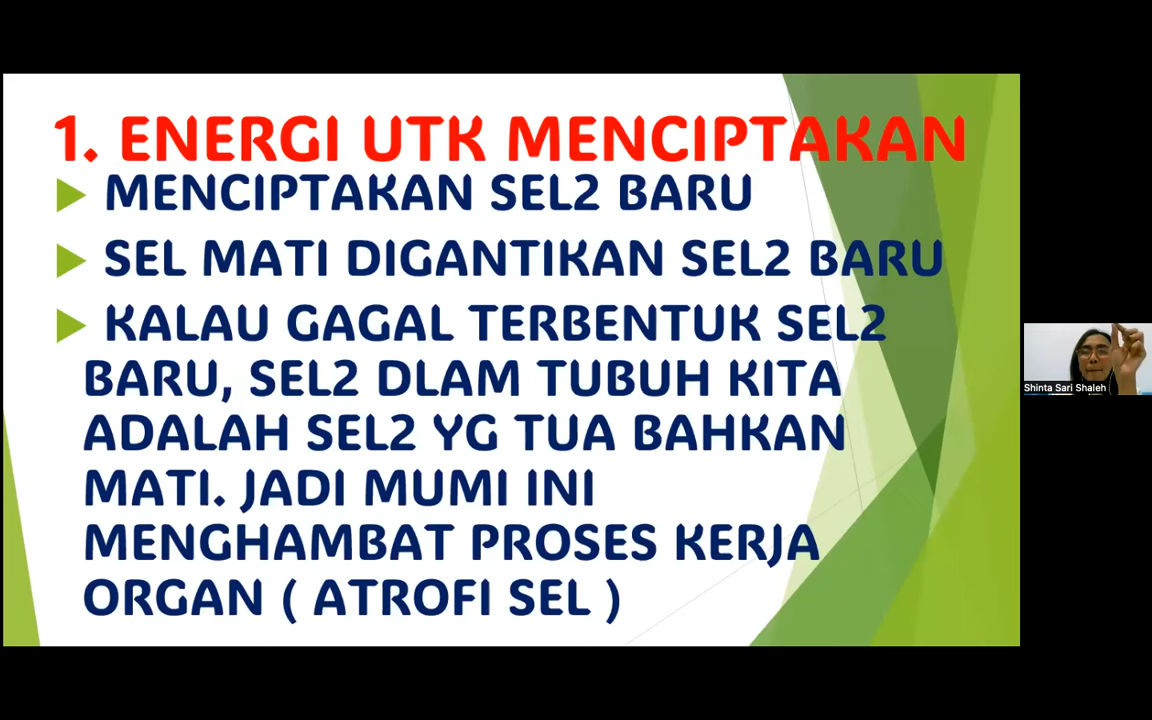 1. ENERGI UTK MENCIPTAKAN
MENCIPTAKAN SEL2 BARU
SEL MATI DIGANTIKAN SEL2 BARU
KALAU GAGAL TERBENTUK SEL2
BARU, SEL2 DLAM TUBUH KITA
ADALAH SEL2 YG TUA BAHKAN
MATI. JADI MUMI INI
MENGHAMBAT PROSES KERJA
ORGAN ( ATROFI SEL )
Shinta Sari Shaleh